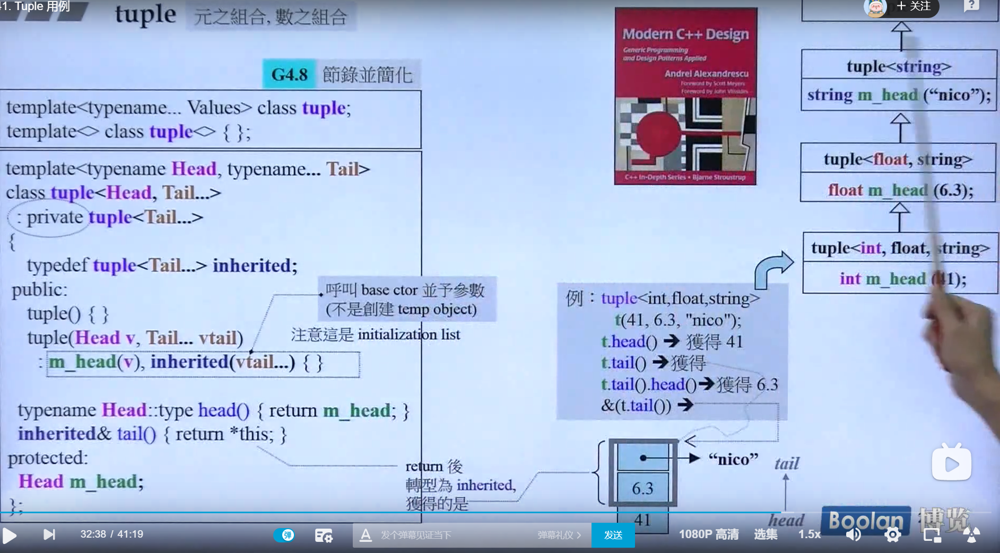 41. Tuple 用例
tuple 元之組合, 數之組合
G4.8 節錄並簡化
template<typename... Values> class tuple;
template<> class tuple<> { };
template<typename Head, typename... Tail>
class tuple<Head, Tail...>
: private tuple<Tail...>
{
typedef tuple<Tail...> inherited;
public:
tuple() { }
tuple(Head v, Tail... vtail)
: m_head(v), inherited(vtail...) { }
呼叫 base ctor 並予參數
(不是創建 temp object)
注意這是 initialization list
typename Head::type head() { return m_head; }
inherited& tail() { return *this; }
protected:
Head m_head;
};
return 後
轉型為 inherited,
獲得的是
Modern C++ Design
Generic Programming
and Design Patterns Applied
Andrei Alexandrescu
Foreword by Scott Meyers
Foreword by John Vlissides
C++ In-Depth Series • Bjarne Stroustrup
+ 关注
?
tuple<string>
string m_head (“nico”);
tuple<float, string>
float m_head (6.3);
tuple<int, float, string>
int m_head (41);
例：tuple<int,float,string>
t(41, 6.3, "nico");
t.head() ➔ 獲得 41
t.tail() ➔獲得
t.tail().head()➔獲得 6.3
&(t.tail()) ➔
“nico”
6.3
41
tail
head
Boolan 博览
32:38 / 41:19
弹
A 发个弹幕见证当下
弹幕礼仪 >
发送
1080P 高清
选集
1.5x